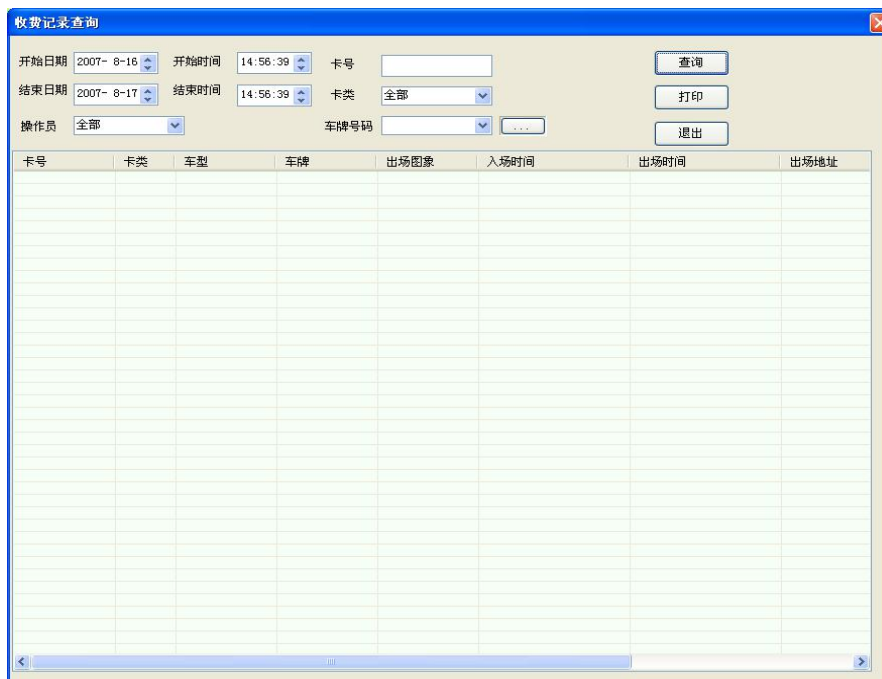 收费记录查询
开始日期 2007- 8-16 开始时间 14:56:39 卡号 查询
结束日期 2007- 8-17 结束时间 14:56:39 卡类 全部 打印
操作员 全部 车牌号码 ... 退出
卡号 卡类 车型 车牌 出场图象 入场时间 出场时间 出场地址